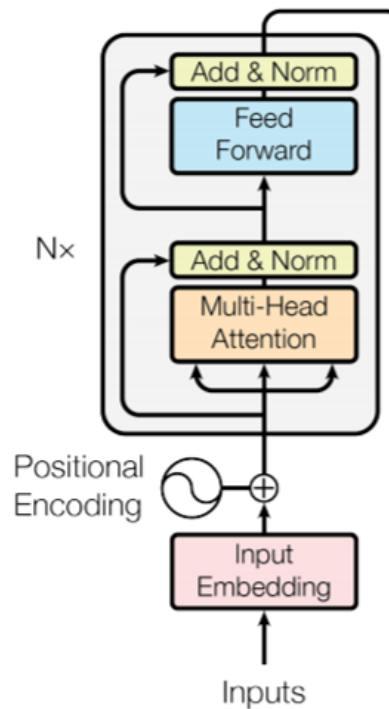 Add & Norm
Feed
Forward
N×
Add & Norm
Multi-Head
Attention
Positional
Encoding
Input
Embedding
Inputs